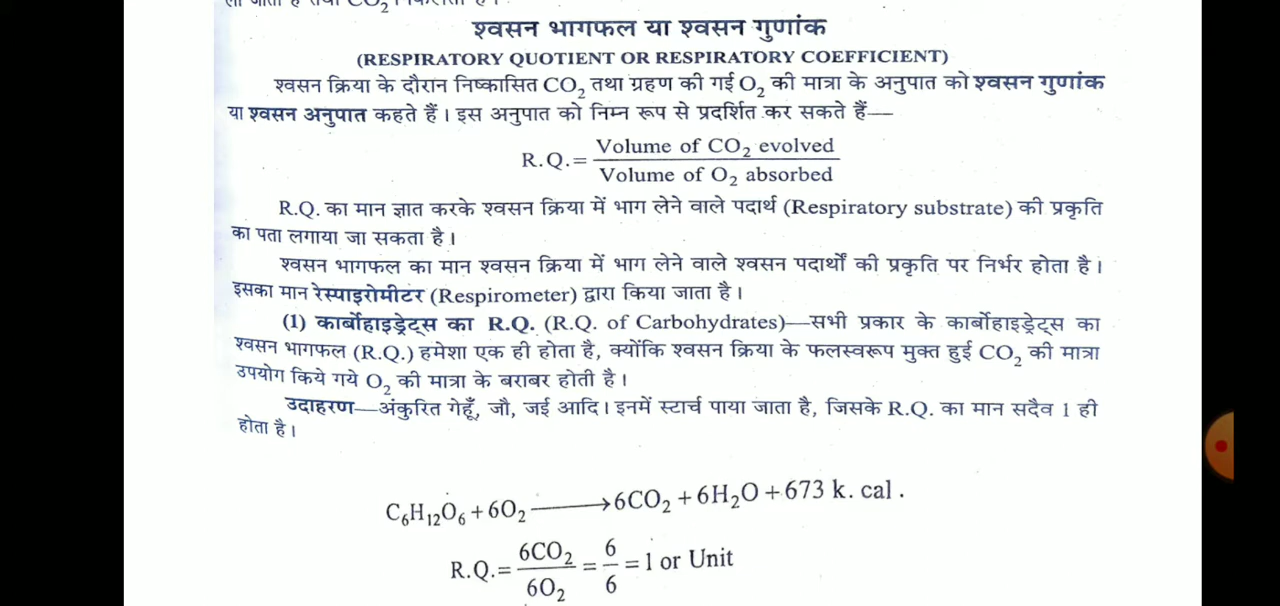 जाता है तथा CO₂ निकलती है।
श्वसन भागफल या श्वसन गुणांक
(RESPIRATORY QUOTIENT OR RESPIRATORY COEFFICIENT)
श्वसन क्रिया के दौरान निष्कासित CO₂ तथा ग्रहण की गई O₂ की मात्रा के अनुपात को श्वसन गुणांक
या श्वसन अनुपात कहते हैं। इस अनुपात को निम्न रूप से प्रदर्शित कर सकते हैं—
R.Q.= Volume of CO₂ evolved / Volume of O₂ absorbed
R.Q. का मान ज्ञात करके श्वसन क्रिया में भाग लेने वाले पदार्थ (Respiratory substrate) की प्रकृति
का पता लगाया जा सकता है।
श्वसन भागफल का मान श्वसन क्रिया में भाग लेने वाले श्वसन पदार्थों की प्रकृति पर निर्भर होता है।
इसका मान रेस्पाइरोमीटर (Respirometer) द्वारा किया जाता है।
(1) कार्बोहाइड्रेट्स का R.Q. (R.Q. of Carbohydrates)—सभी प्रकार के कार्बोहाइड्रेट्स का
श्वसन भागफल (R.Q.) हमेशा एक ही होता है, क्योंकि श्वसन क्रिया के फलस्वरूप मुक्त हुई CO₂ की मात्रा
उपयोग किये गये O₂ की मात्रा के बराबर होती है।
उदाहरण—अंकुरित गेहूँ, जौ, जई आदि। इनमें स्टार्च पाया जाता है, जिसके R.Q. का मान सदैव 1 ही
होता है।
C₆H₁₂O₆ + 6O₂ ⟶ 6CO₂ + 6H₂O + 673 k. cal.
R.Q.= 6CO₂ / 6O₂ = 6 / 6 = 1 or Unit